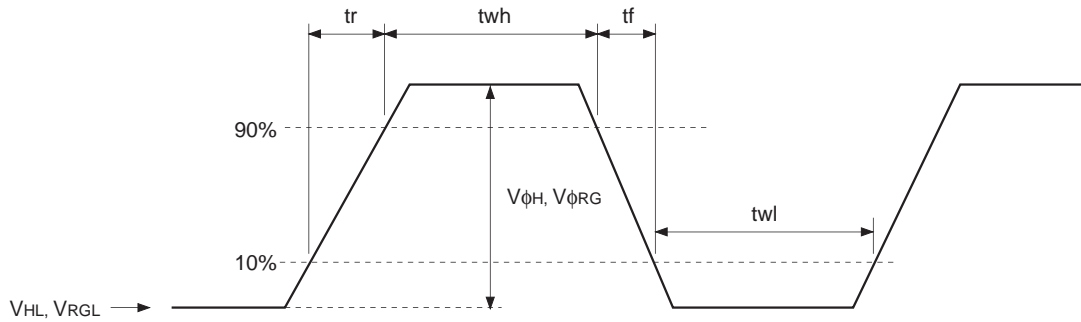 tr twh tf
90%
VϕH, VϕRG
twl
10%
VHL, VRGL